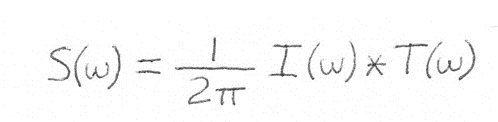 S(ω) = 1/2π I(ω) * T(ω)